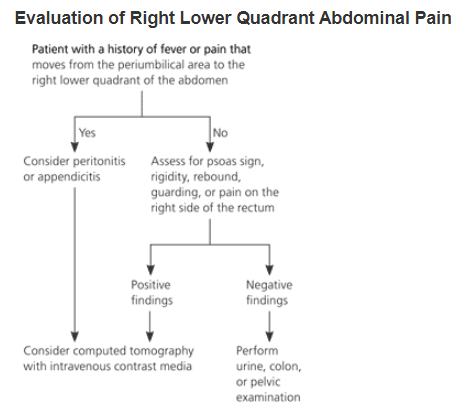 Evaluation of Right Lower Quadrant Abdominal Pain
Patient with a history of fever or pain that
moves from the periumbilical area to the
right lower quadrant of the abdomen
Yes
No
Consider peritonitis
or appendicitis
Assess for psoas sign,
rigidity, rebound,
guarding, or pain on the
right side of the rectum
Positive
findings
Negative
findings
Consider computed tomography
with intravenous contrast media
Perform
urine, colon,
or pelvic
examination